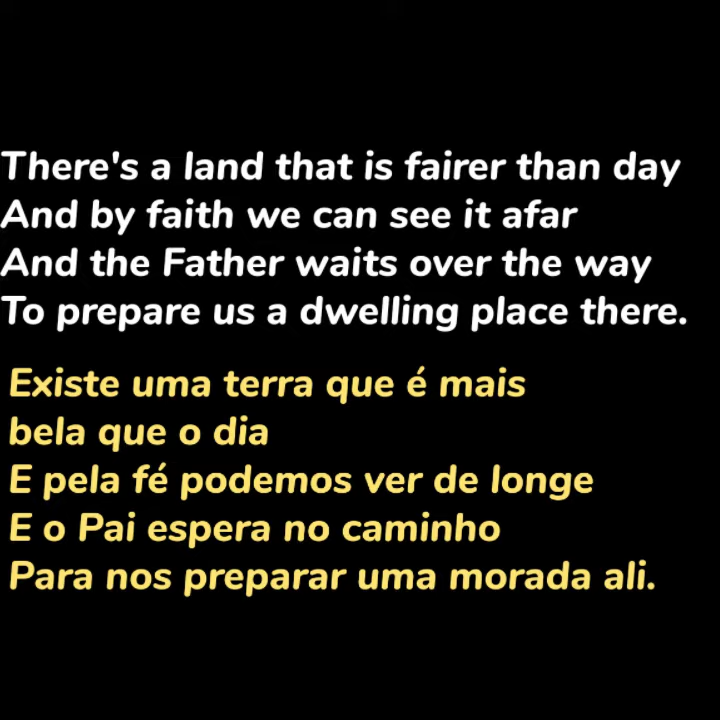 There's a land that is fairer than day
And by faith we can see it afar
And the Father waits over the way
To prepare us a dwelling place there.
Existe uma terra que é mais
bela que o dia
E pela fé podemos ver de longe
E o Pai espera no caminho
Para nos preparar uma morada ali.